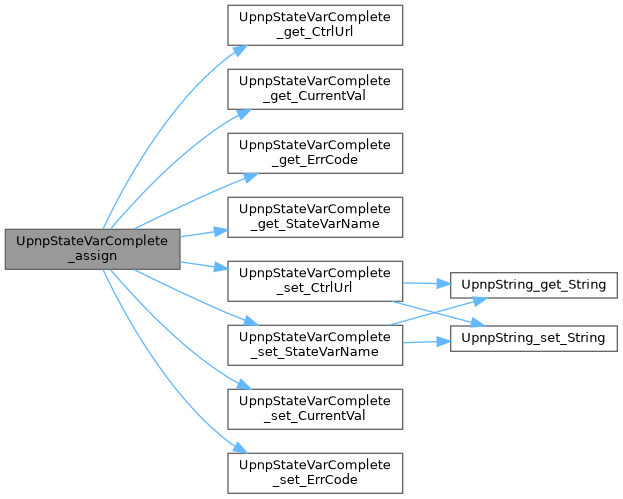 UpnpStateVarComplete
_get_CtrlUrl
UpnpStateVarComplete
_get_CurrentVal
UpnpStateVarComplete
_get_ErrCode
UpnpStateVarComplete
_get_StateVarName
UpnpStateVarComplete
_assign
UpnpStateVarComplete
_set_CtrlUrl
UpnpString_get_String
UpnpStateVarComplete
_set_StateVarName
UpnpString_set_String
UpnpStateVarComplete
_set_CurrentVal
UpnpStateVarComplete
_set_ErrCode